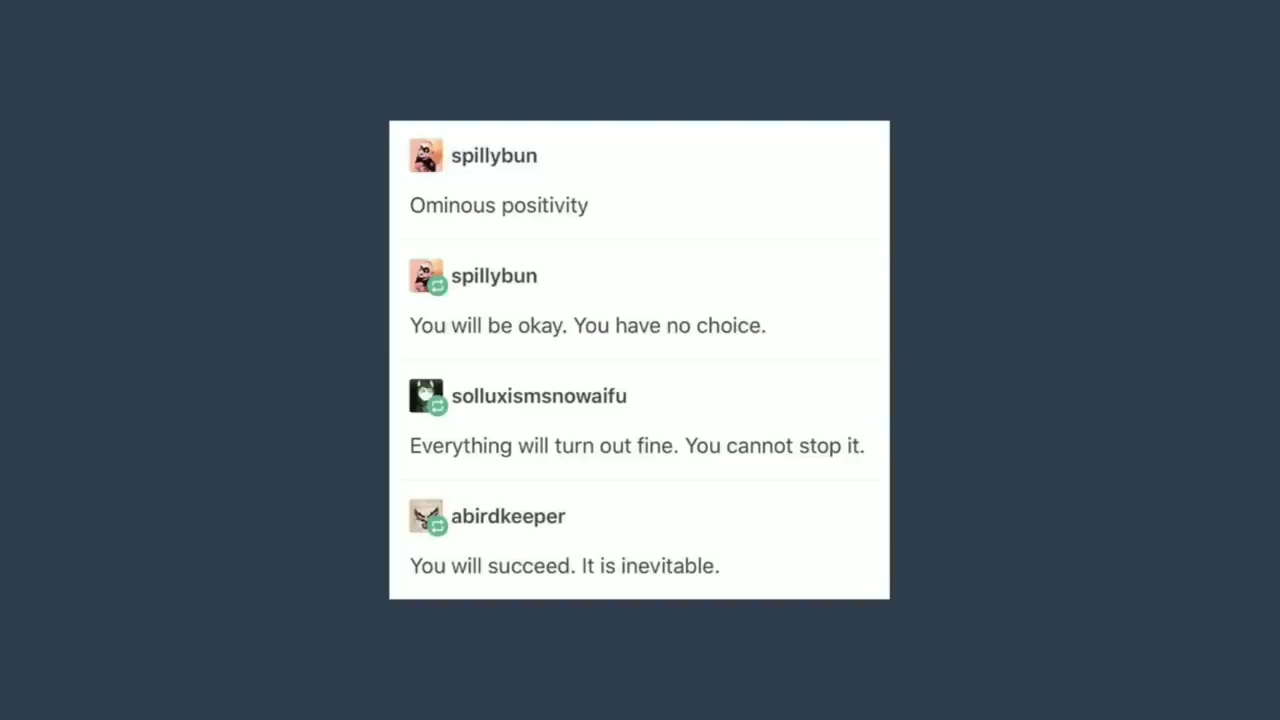 spillybun
Ominous positivity
spillybun
You will be okay. You have no choice.
solluxismsnowaifu
Everything will turn out fine. You cannot stop it.
abirdkeeper
You will succeed. It is inevitable.